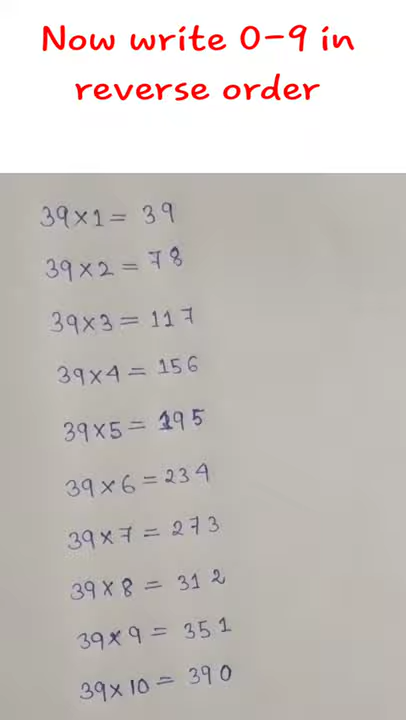 Now write 0-9 in
reverse order
39×1= 39
39×2 = 78
39×3 = 117
39×4 = 156
39×5 = 195
39×6 = 234
39×7 = 273
39×8 = 312
39×9 = 351
39×10 = 390